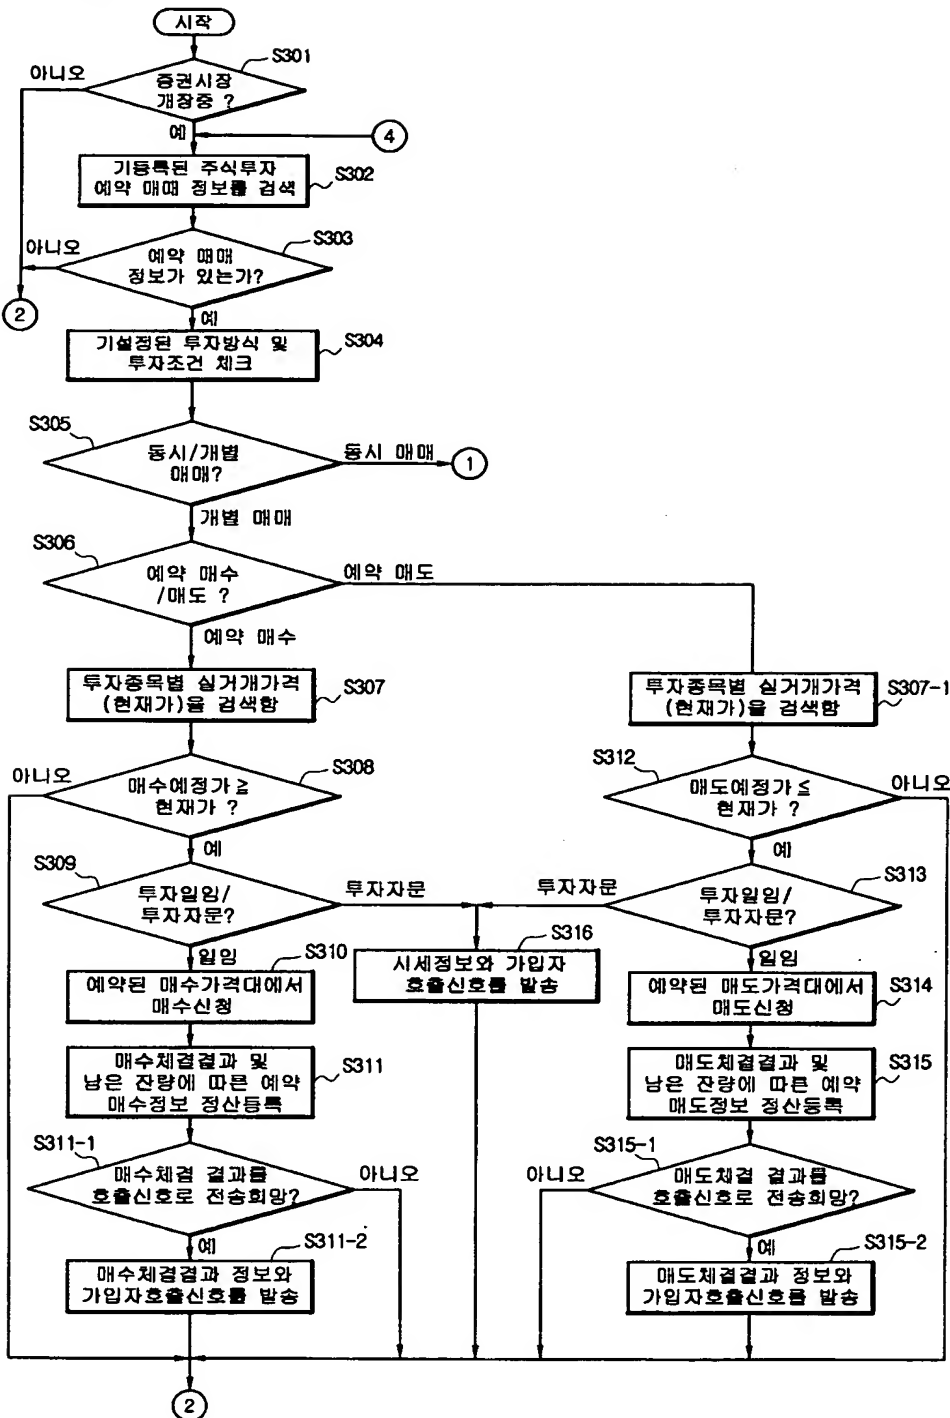 시작
S301
아니오
증권시장
개장중 ?
예
4
기등록된 주식투자
예약 매매 정보를 검색
S302
S303
아니오
예약 매매
정보가 있는가?
2
예
기설정된 투자방식 및
투자조건 체크
S304
S305
동시/개별
매매?
동시 매매
1
개별 매매
S306
예약 매수
/매도 ?
예약 매도
예약 매수
투자종목별 실거래가격
(현재가)을 검색함
S307
투자종목별 실거래가격
(현재가)을 검색함
S307-1
아니오
매수예정가≧
현재가 ?
S308
S312
매도예정가≦
현재가 ?
아니오
예
예
S309
투자일임/
투자자문?
투자자문
투자자문
투자일임/
투자자문?
S313
일임
S310
S316
일임
예약된 매수가격대에서
매수신청
시세정보와 가입자
호출신호를 발송
예약된 매도가격대에서
매도신청
S314
매수체결결과 및
남은 잔량에 따른 예약
매수정보 정산등록
S311
매도체결결과 및
남은 잔량에 따른 예약
매도정보 정산등록
S315
S311-1
매수체결 결과를
호출신호로 전송희망?
아니오
아니오
S315-1
매도체결 결과를
호출신호로 전송희망?
예
S311-2
예
S315-2
매수체결결과 정보와
가입자호출신호를 발송
매도체결결과 정보와
가입자호출신호를 발송
2